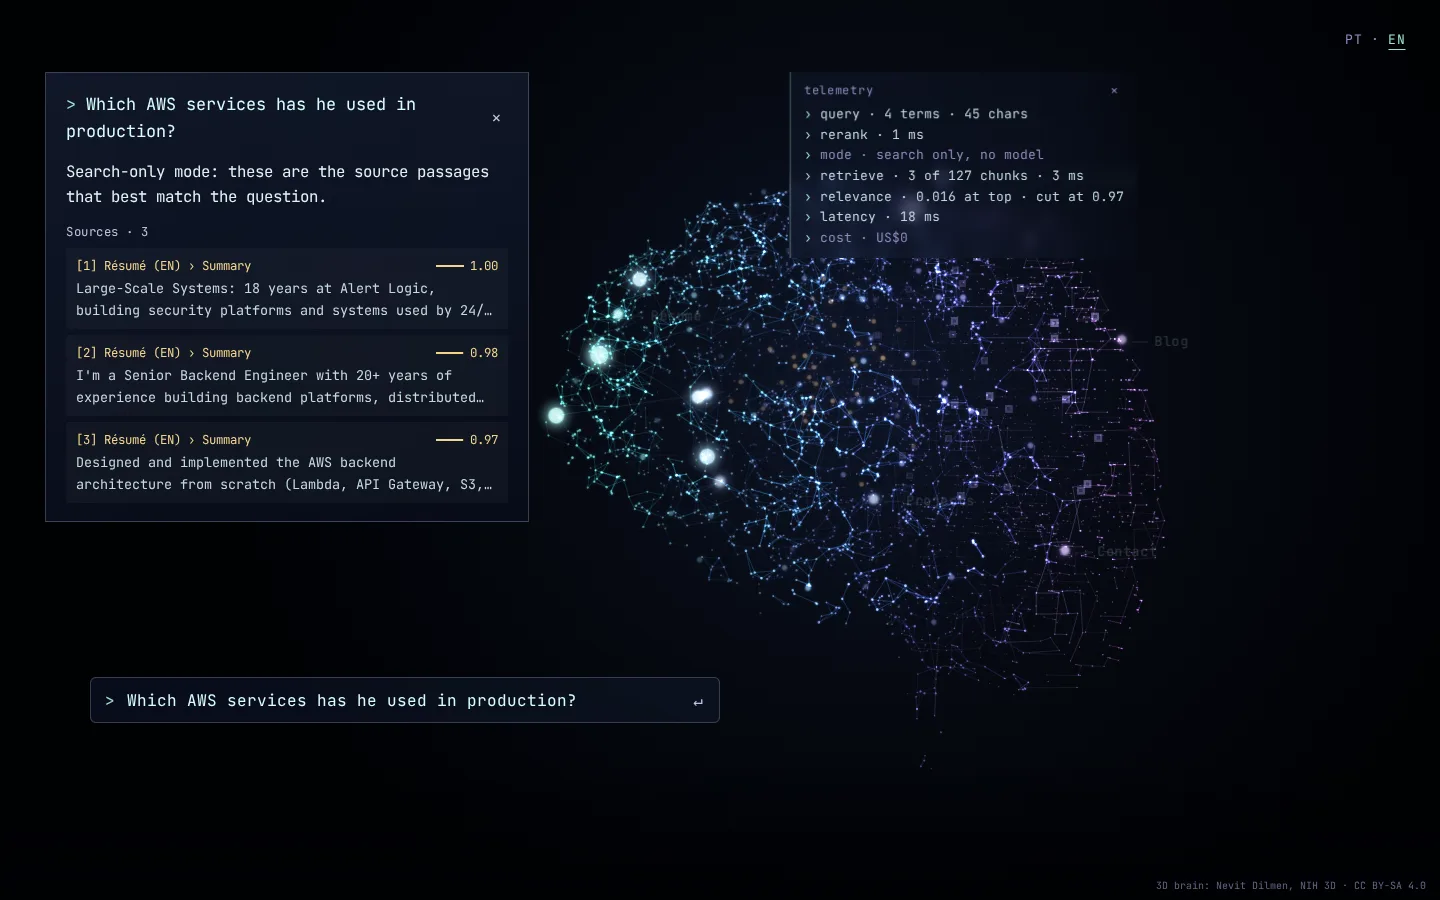 PT · EN
> Which AWS services has he used in
production?
×
Search-only mode: these are the source passages
that best match the question.
Sources · 3
[1] Résumé (EN) › Summary 1.00
Large-Scale Systems: 18 years at Alert Logic,
building security platforms and systems used by 24/…
[2] Résumé (EN) › Summary 0.98
I'm a Senior Backend Engineer with 20+ years of
experience building backend platforms, distributed…
[3] Résumé (EN) › Summary 0.97
Designed and implemented the AWS backend
architecture from scratch (Lambda, API Gateway, S3,…
telemetry ×
› query · 4 terms · 45 chars
› rerank · 1 ms
› mode · search only, no model
› retrieve · 3 of 127 chunks · 3 ms
› relevance · 0.016 at top · cut at 0.97
› latency · 18 ms
› cost · US$0
Blog
Contact
> Which AWS services has he used in production? ↵
3D brain: Nevit Dilmen, NIH 3D · CC BY-SA 4.0